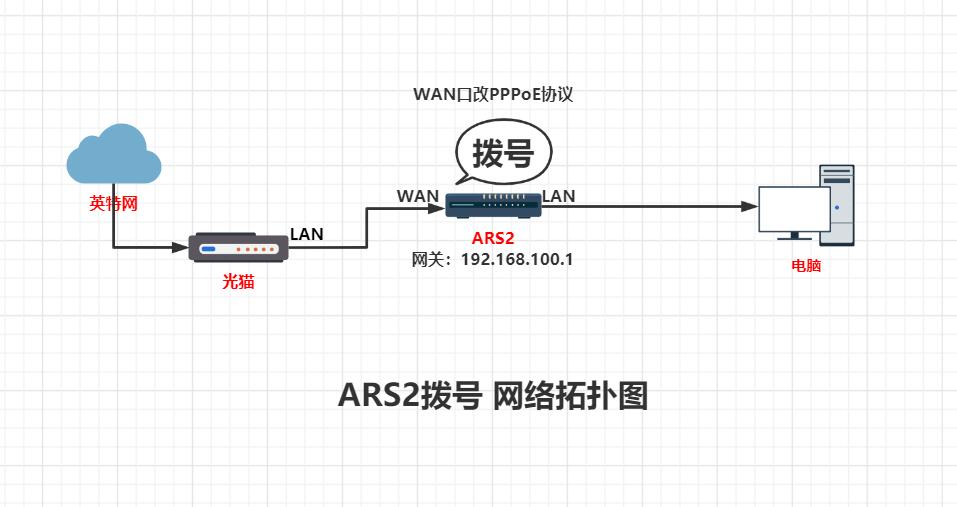 WAN口改PPPoE协议
拨号
WAN
LAN
英特网
LAN
ARS2
网关：192.168.100.1
光猫
电脑
ARS2拨号 网络拓扑图